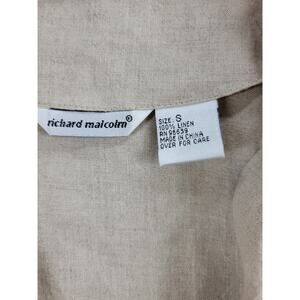 richard malcolm®
SIZE: S
100% LINEN
RN 95639
MADE IN CHINA
OVER FOR CARE